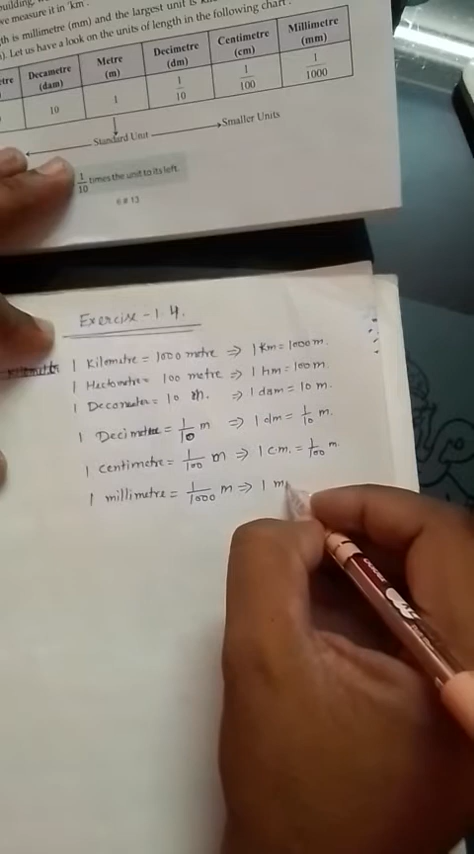 building, w
we measure it in 'km'.
th is millimetre (mm) and the largest unit is
). Let us have a look on the units of length in the following chart.
etre Decametre (dam) Metre (m) Decimetre (dm) Centimetre (cm) Millimetre (mm)
10 1 1/10 1/100 1/1000
Standard Unit Smaller Units
1/10 times the unit to its left.
Exercise - 1.4.
1 Kilemetre = 1000 metre ⇒ 1 Km = 1000 m.
1 Hectometre = 100 metre ⇒ 1 hm = 100 m.
1 Decometer = 10 m. ⇒ 1 dam = 10 m.
1 Decimetre = 1/10 m ⇒ 1 dm = 1/10 m.
1 centimetre = 1/100 m ⇒ 1 c.m. = 1/100 m.
1 millimetre = 1/1000 m ⇒ 1 m